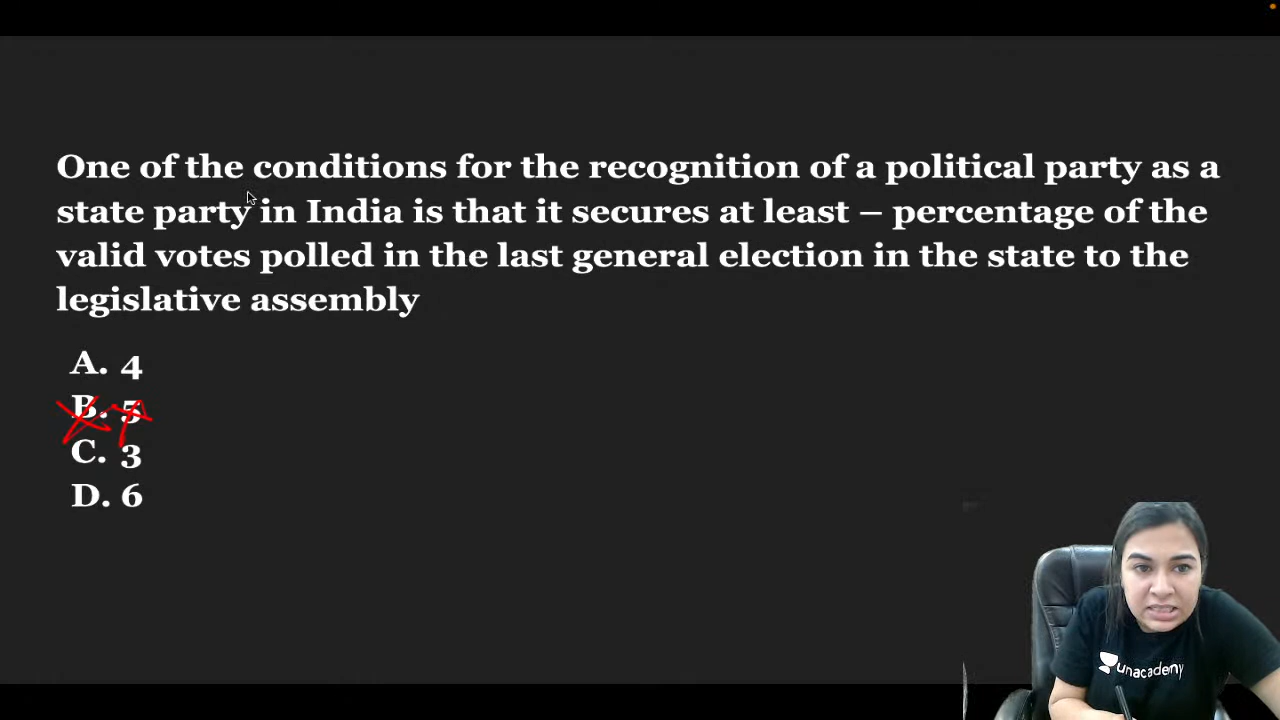 One of the conditions for the recognition of a political party as a
state party in India is that it secures at least – percentage of the
valid votes polled in the last general election in the state to the
legislative assembly
A. 4
B. 5
C. 3
D. 6
unacademy